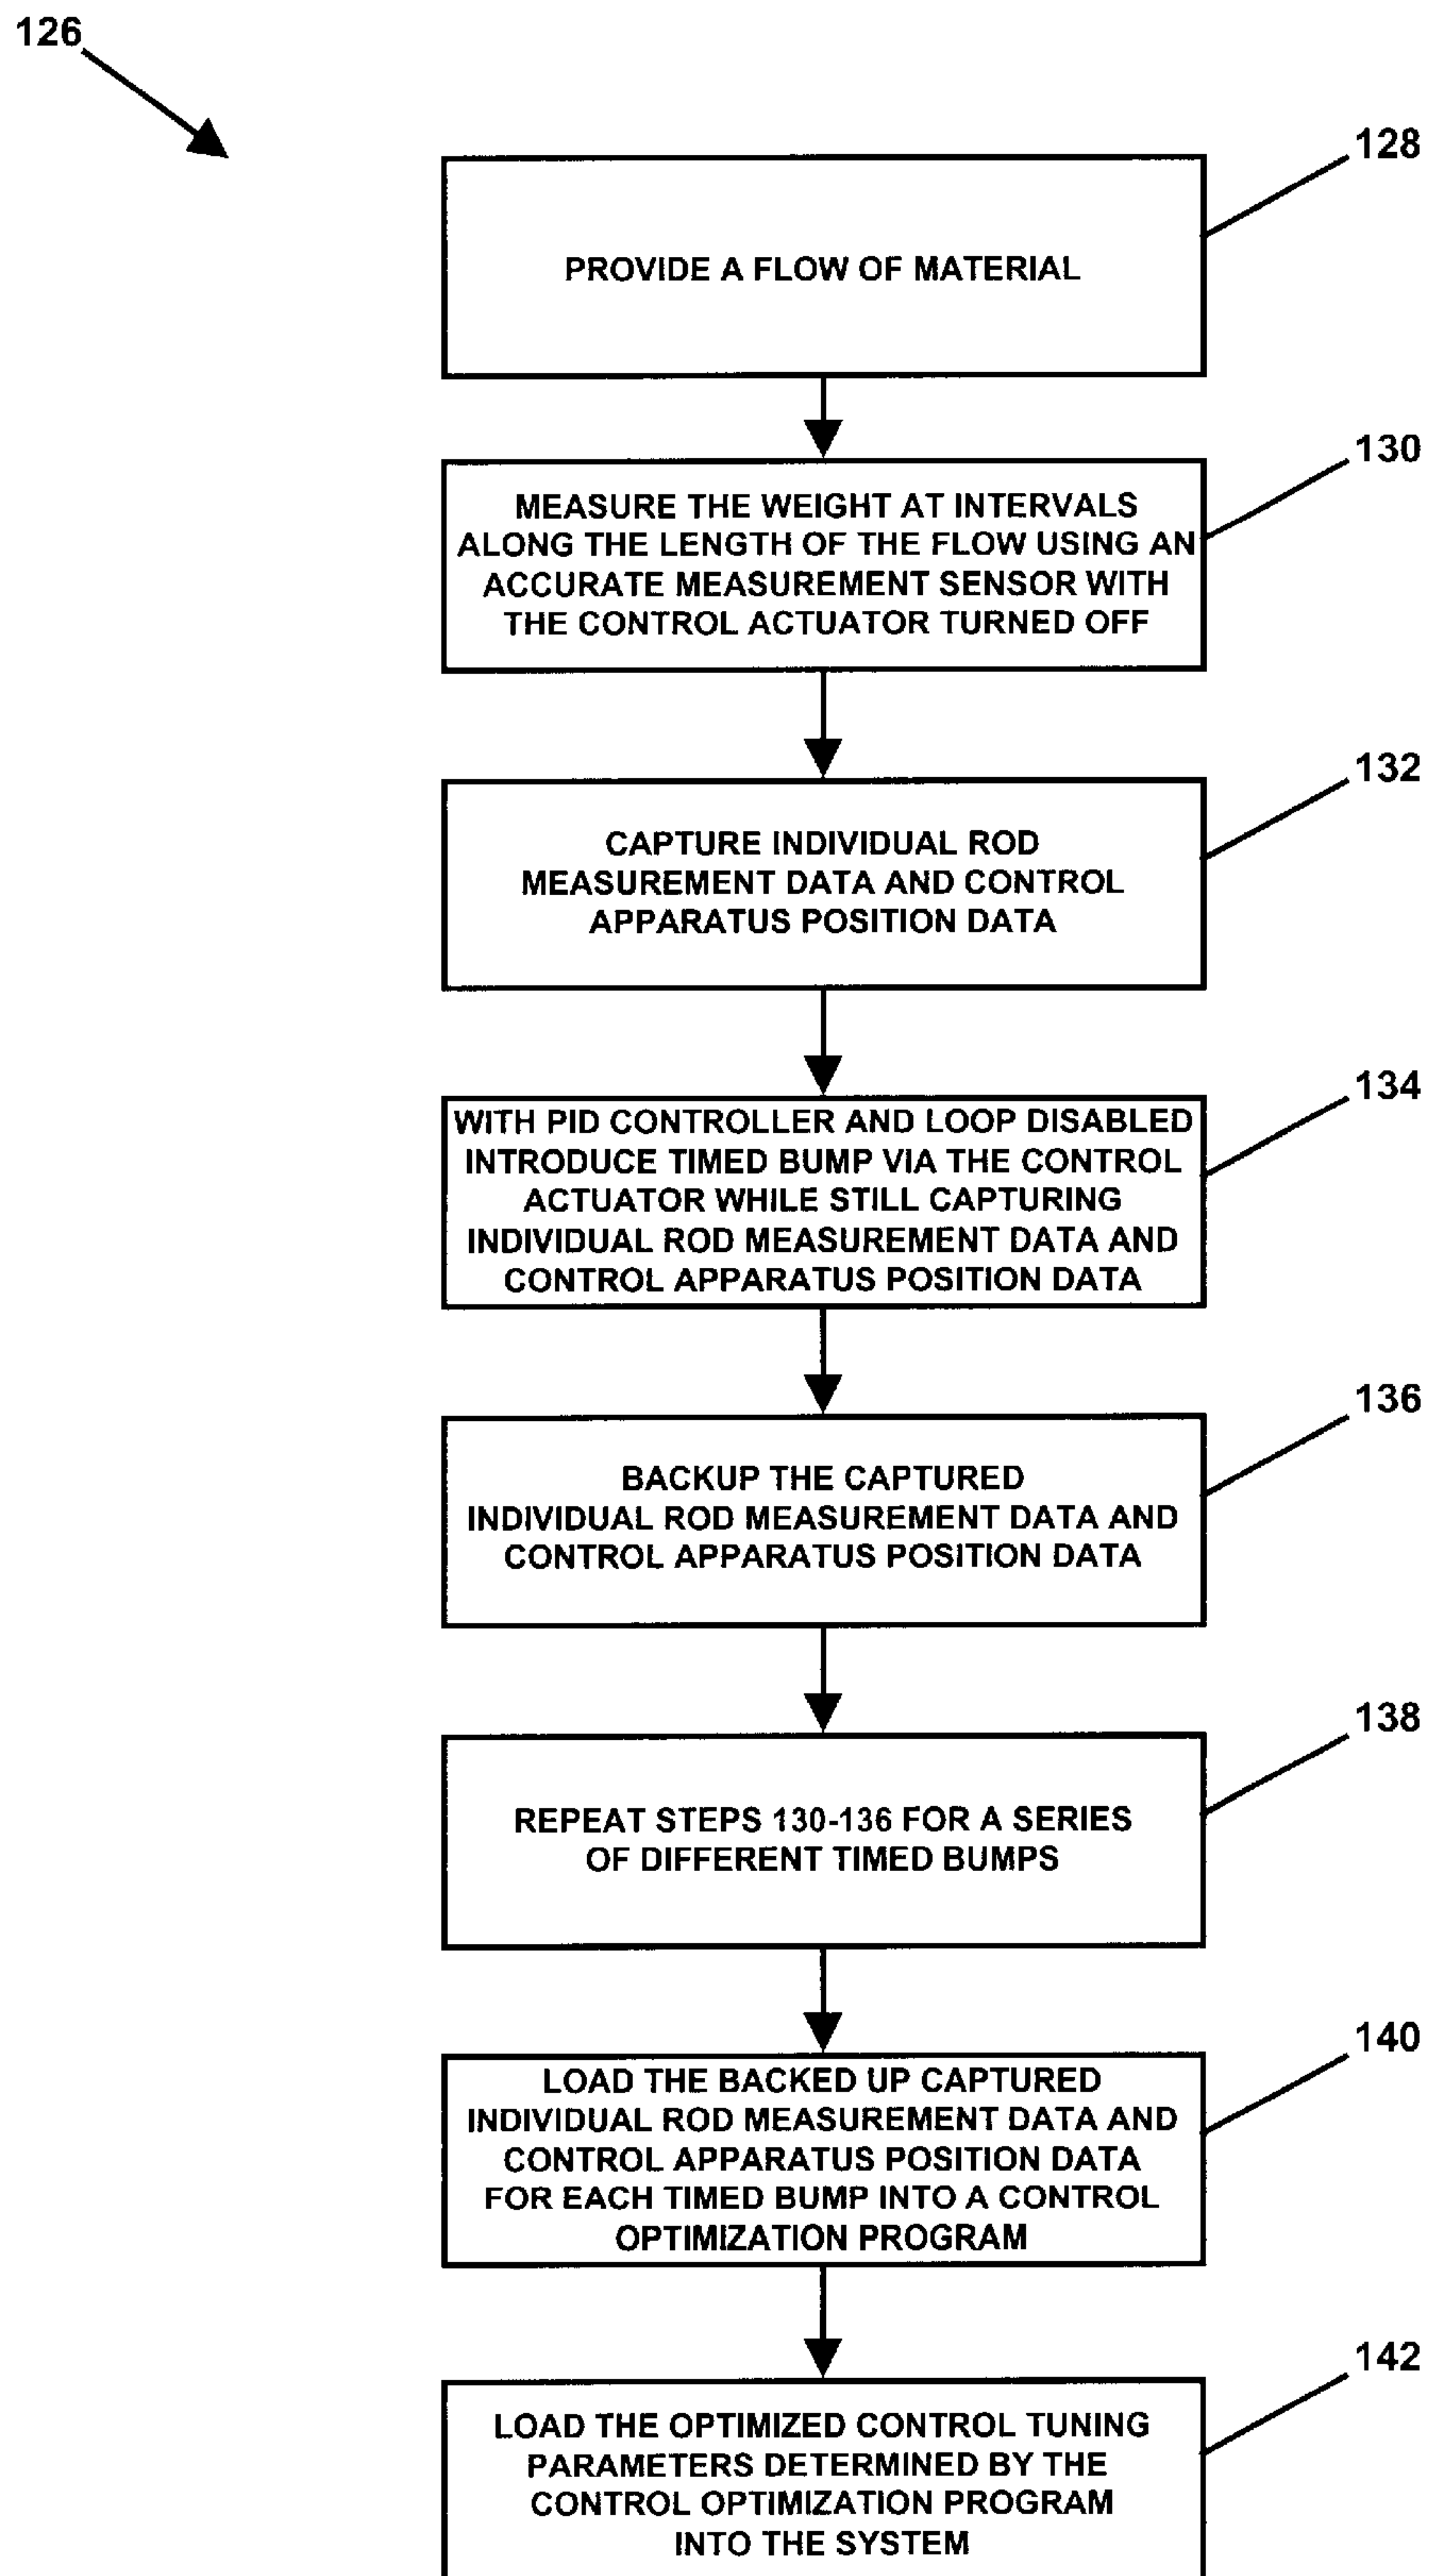 126
128
PROVIDE A FLOW OF MATERIAL
130
MEASURE THE WEIGHT AT INTERVALS
ALONG THE LENGTH OF THE FLOW USING AN
ACCURATE MEASUREMENT SENSOR WITH
THE CONTROL ACTUATOR TURNED OFF
132
CAPTURE INDIVIDUAL ROD
MEASUREMENT DATA AND CONTROL
APPARATUS POSITION DATA
134
WITH PID CONTROLLER AND LOOP DISABLED
INTRODUCE TIMED BUMP VIA THE CONTROL
ACTUATOR WHILE STILL CAPTURING
INDIVIDUAL ROD MEASUREMENT DATA AND
CONTROL APPARATUS POSITION DATA
136
BACKUP THE CAPTURED
INDIVIDUAL ROD MEASUREMENT DATA AND
CONTROL APPARATUS POSITION DATA
138
REPEAT STEPS 130-136 FOR A SERIES
OF DIFFERENT TIMED BUMPS
140
LOAD THE BACKED UP CAPTURED
INDIVIDUAL ROD MEASUREMENT DATA AND
CONTROL APPARATUS POSITION DATA
FOR EACH TIMED BUMP INTO A CONTROL
OPTIMIZATION PROGRAM
142
LOAD THE OPTIMIZED CONTROL TUNING
PARAMETERS DETERMINED BY THE
CONTROL OPTIMIZATION PROGRAM
INTO THE SYSTEM